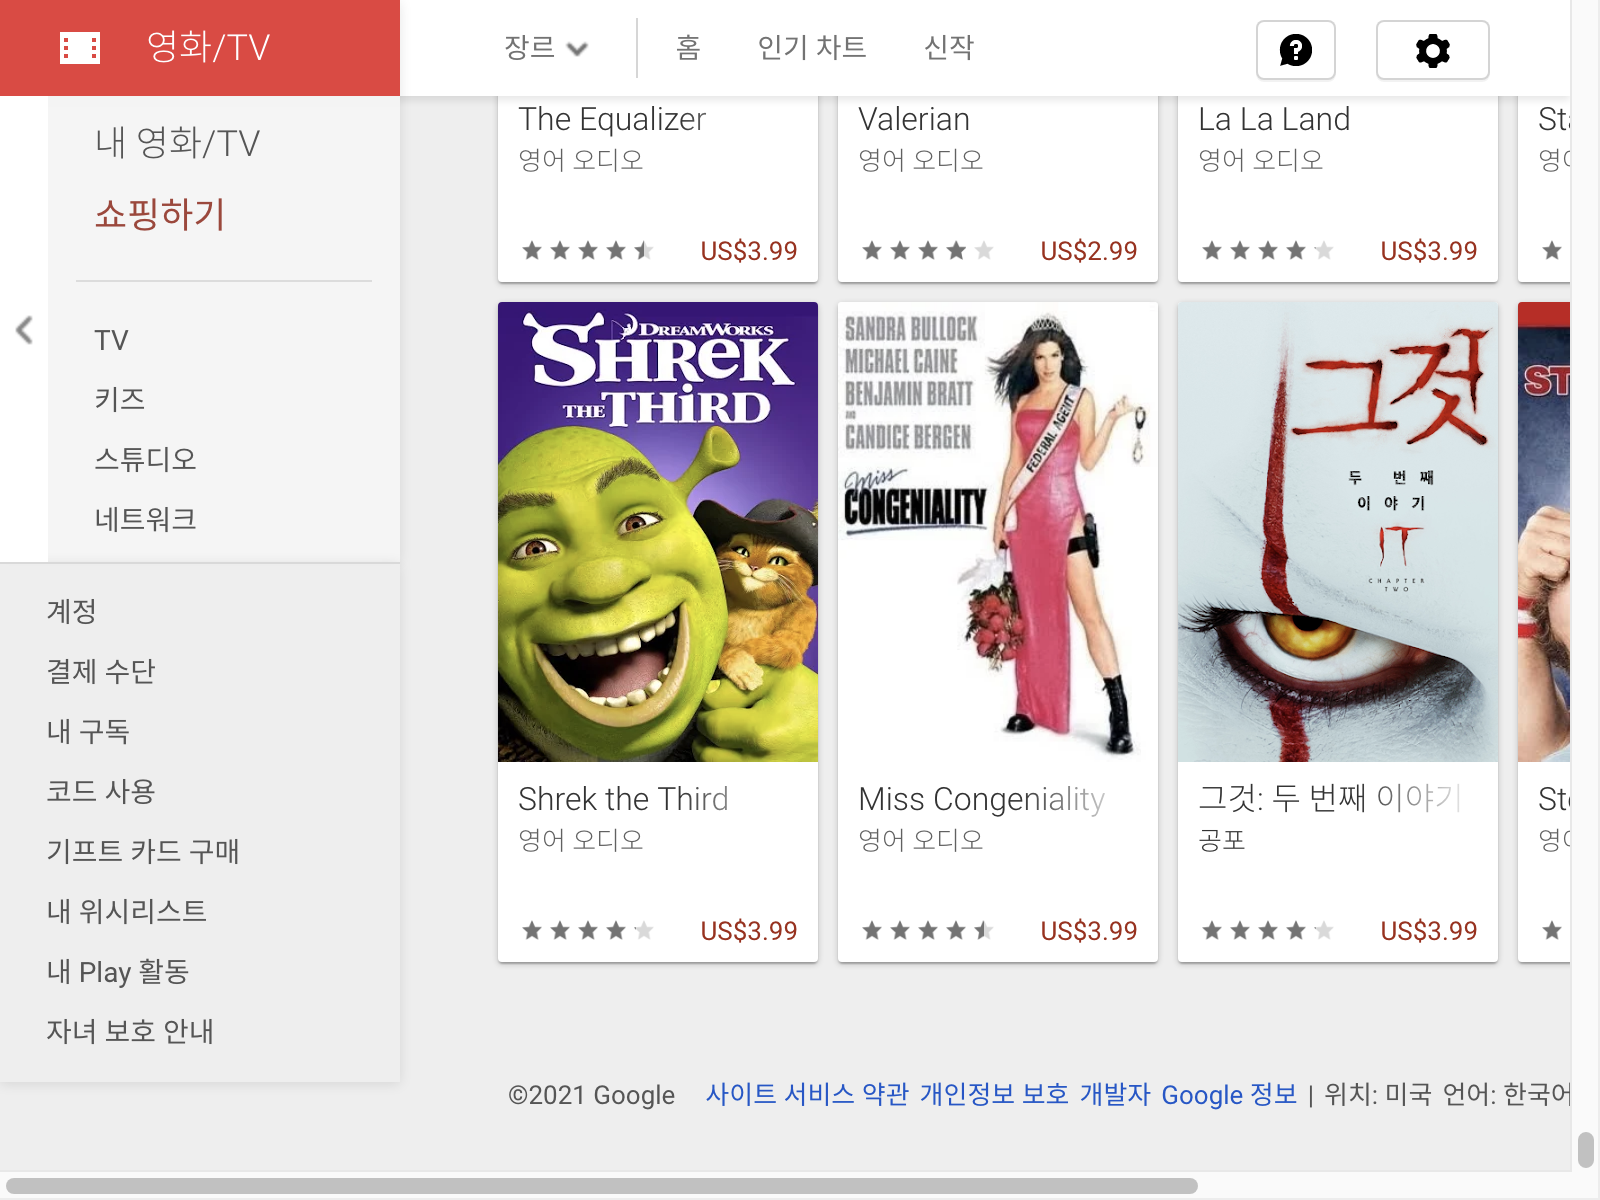 영화/TV
장르
홈
인기 차트
신작
내 영화/TV
쇼핑하기
TV
키즈
스튜디오
네트워크
계정
결제 수단
내 구독
코드 사용
기프트 카드 구매
내 위시리스트
내 Play 활동
자녀 보호 안내
The Equalizer
영어 오디오
US$3.99
Valerian
영어 오디오
US$2.99
La La Land
영어 오디오
US$3.99
DREAMWORKS
SHREK
THE THIRD
Shrek the Third
영어 오디오
US$3.99
SANDRA BULLOCK
MICHAEL CAINE
BENJAMIN BRATT
AND
CANDICE BERGEN
Miss
CONGENIALITY
FEDERAL AGENT
Miss Congeniality
영어 오디오
US$3.99
그것
두 번째
이야기
IT
CHAPTER
TWO
그것: 두 번째 이야기
공포
US$3.99
©2021 Google 사이트 서비스 약관 개인정보 보호 개발자 Google 정보 | 위치: 미국 언어: 한국어